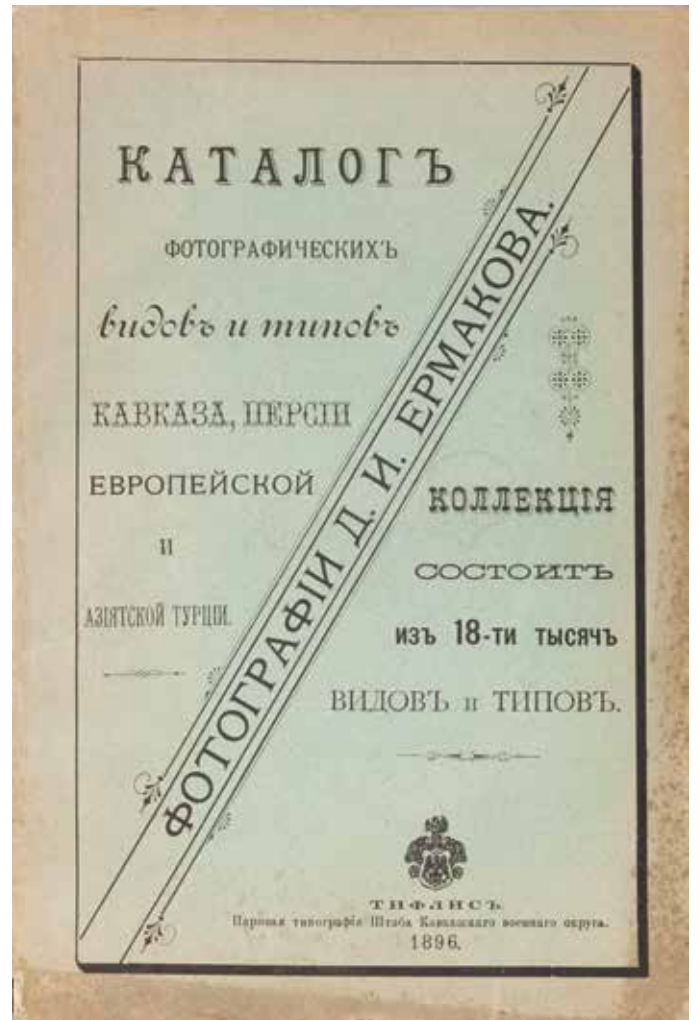 КАТАЛОГЪ
ФОТОГРАФИЧЕСКИХЪ
видовъ и типовъ
КАВКАЗА, ПЕРСІИ
ЕВРОПЕЙСКОЙ
И
АЗІЯТСКОЙ ТУРЦІИ.
ФОТОГРАФІИ Д. И. ЕРМАКОВА.
КОЛЛЕКЦІЯ
СОСТОИТЪ
изъ 18-ти тысячъ
ВИДОВЪ и ТИПОВЪ.
ТИФЛИСЪ.
Паровая типографія Штаба Кавказскаго военнаго округа.
1896.